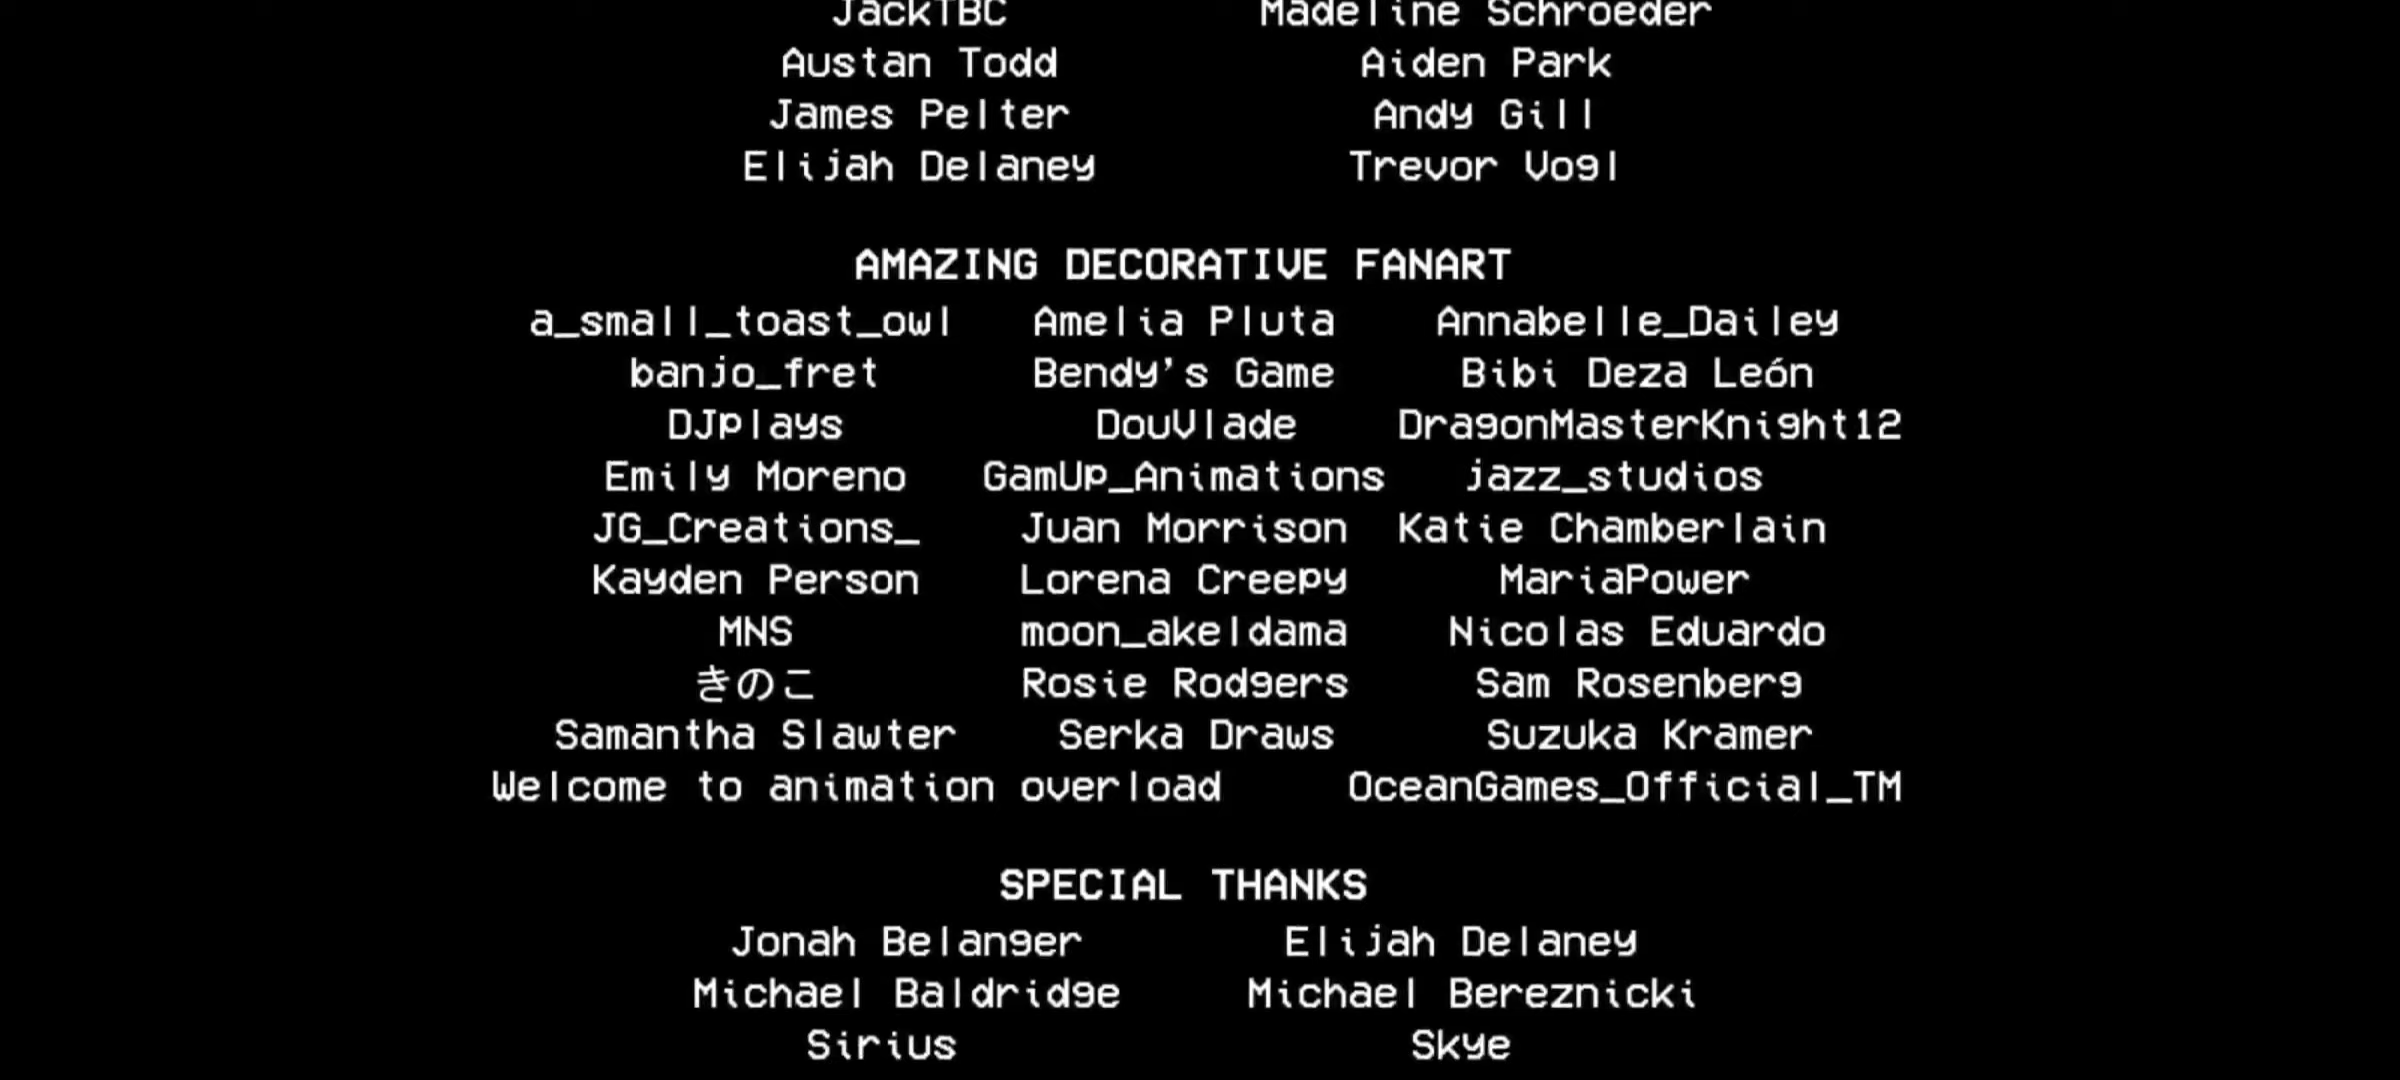 JackTBC Madeline Schroeder
Austan Todd Aiden Park
James Pelter Andy Gill
Elijah Delaney Trevor Vogl
AMAZING DECORATIVE FANART
a_small_toast_owl Amelia Pluta Annabelle_Dailey
banjo_fret Bendy's Game Bibi Deza León
DJplays DouVlade DragonMasterKnight12
Emily Moreno GamUp_Animations jazz_studios
JG_Creations_ Juan Morrison Katie Chamberlain
Kayden Person Lorena Creepy MariaPower
MNS moon_akeldama Nicolas Eduardo
きのこ Rosie Rodgers Sam Rosenberg
Samantha Slawter Serka Draws Suzuka Kramer
Welcome to animation overload OceanGames_Official_TM
SPECIAL THANKS
Jonah Belanger Elijah Delaney
Michael Baldridge Michael Bereznicki
Sirius Skye